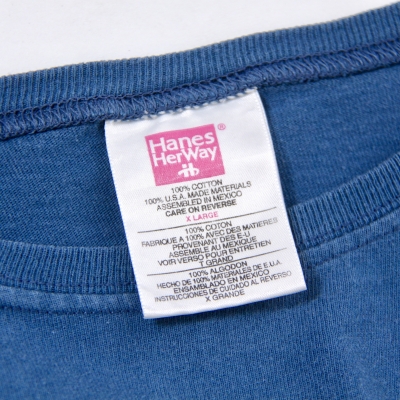 Hanes®
HerWay
100% COTTON
100% U.S.A. MADE MATERIALS
ASSEMBLED IN MEXICO
CARE ON REVERSE
X LARGE
100% COTON
FABRIQUE A 100% AVEC DES MATIERES
PROVENANT DES E-U
ASSEMBLE AU MEXIQUE
VOIR VERSO POUR ENTRETIEN
T GRAND
100% ALGODON
HECHO DE 100% MATERIALES DE E.U.
ENSAMBLADO EN MEXICO
INSTRUCCIONES DE CUIDADO AL REVERSO
X GRANDE